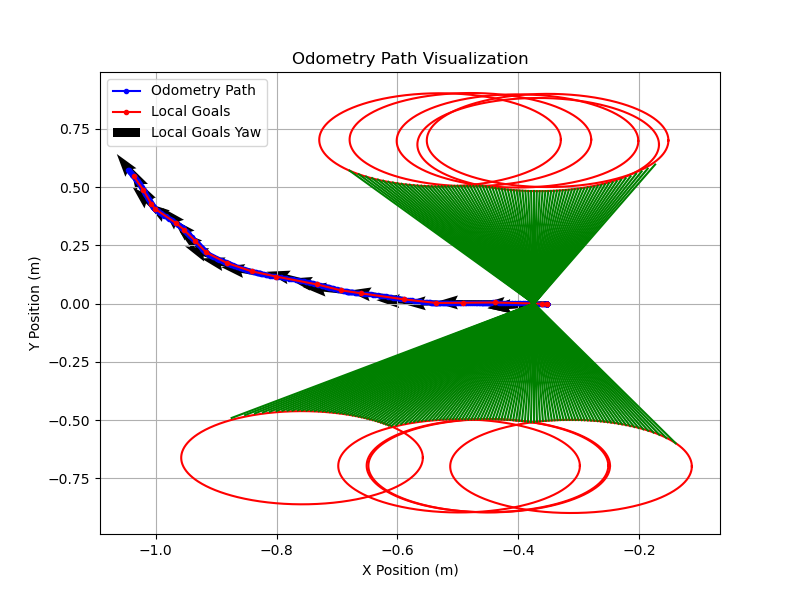 Odometry Path Visualization
Odometry Path
Local Goals
Local Goals Yaw
Y Position (m)
0.75
0.50
0.25
0.00
−0.25
−0.50
−0.75
−1.0
−0.8
−0.6
−0.4
−0.2
X Position (m)